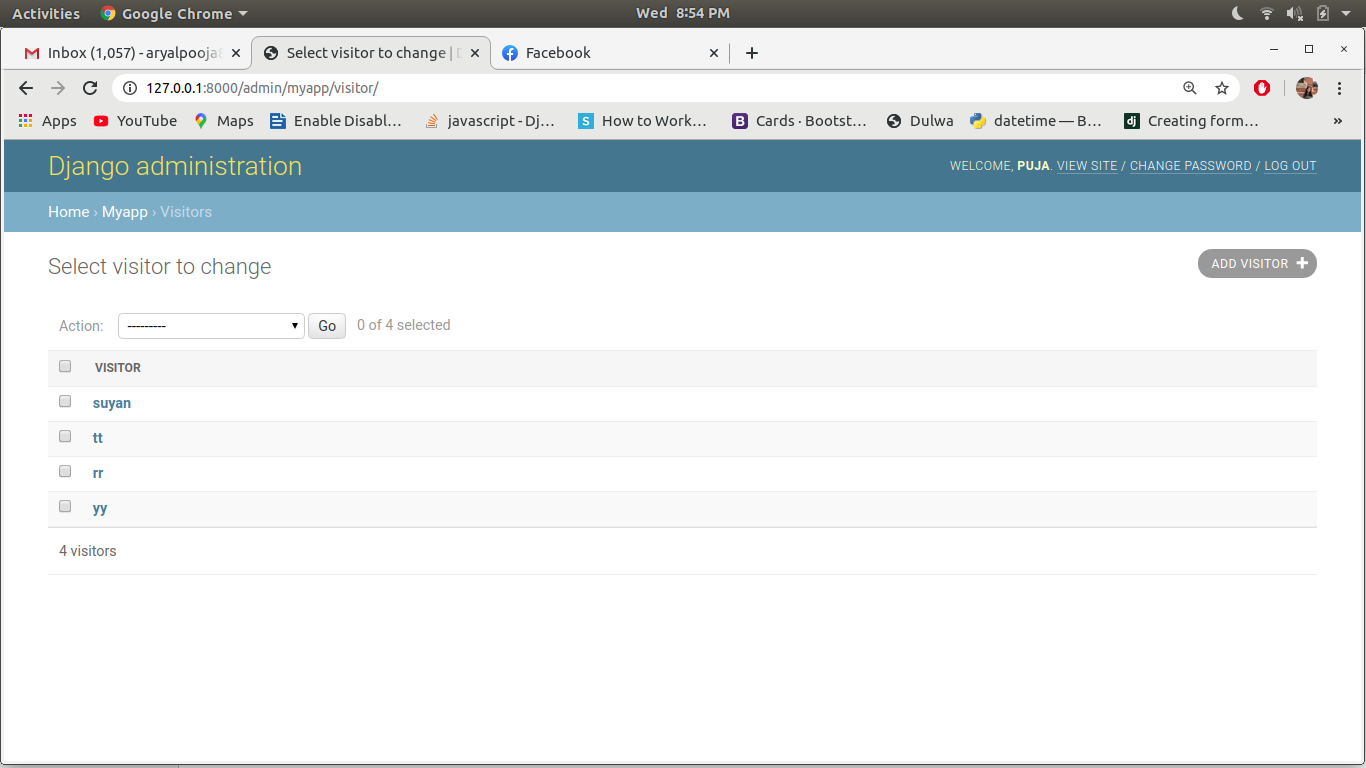 Activities Google Chrome Wed 8:54 PM
Inbox (1,057) - aryalpooja Select visitor to change | Facebook
127.0.0.1:8000/admin/myapp/visitor/
Apps YouTube Maps Enable Disabl... javascript - Dj... How to Work... Cards · Bootst... Dulwa datetime — B... Creating form... »
Django administration WELCOME, PUJA. VIEW SITE / CHANGE PASSWORD / LOG OUT
Home › Myapp › Visitors
Select visitor to change ADD VISITOR +
Action: --------- Go 0 of 4 selected
VISITOR
suyan
tt
rr
yy
4 visitors